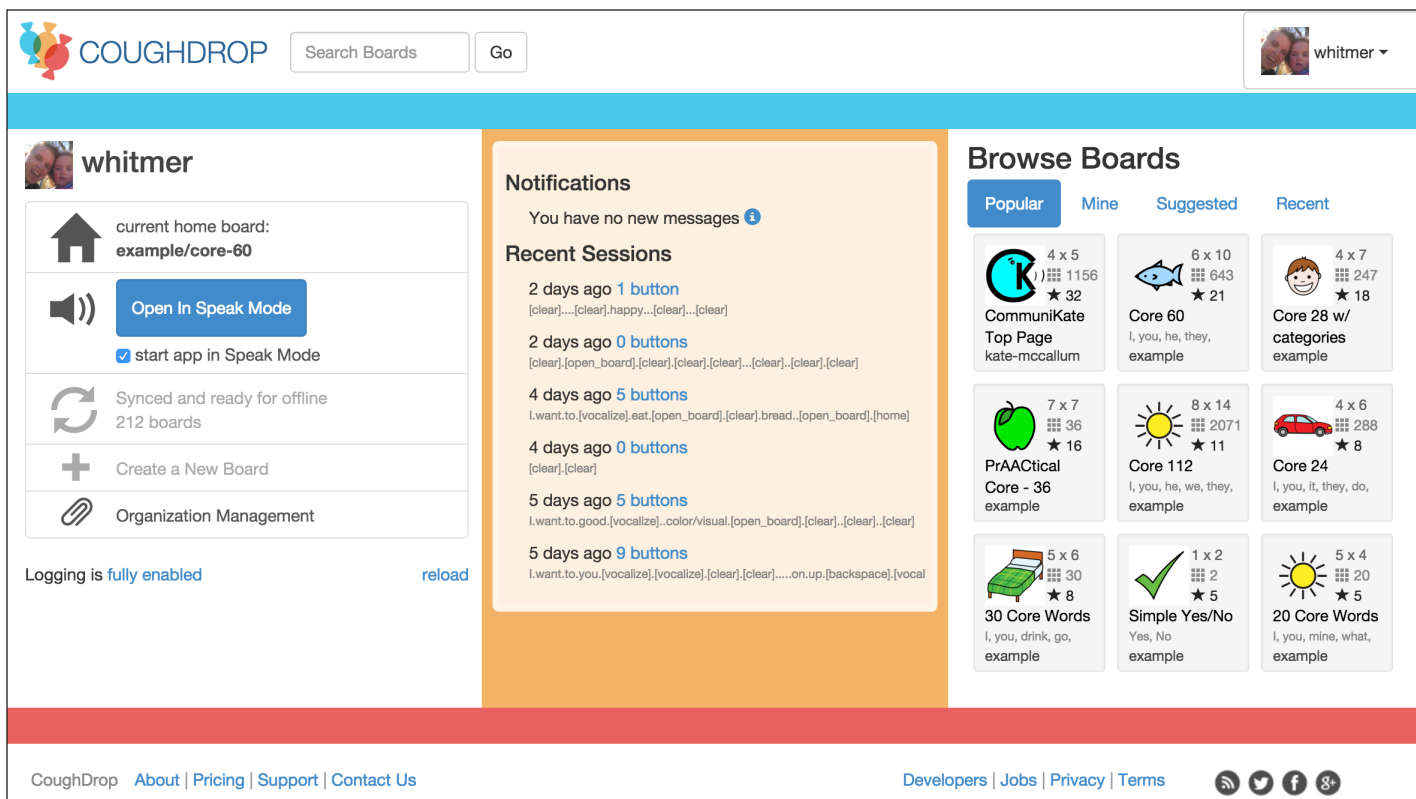 COUGHDROP
Search Boards
Go
whitmer
whitmer
current home board:
example/core-60
Open In Speak Mode
start app in Speak Mode
Synced and ready for offline
212 boards
Create a New Board
Organization Management
Logging is fully enabled
reload
Notifications
You have no new messages
Recent Sessions
2 days ago 1 button
[clear]....[clear].happy...[clear]...[clear]
2 days ago 0 buttons
[clear].[open_board].[clear].[clear].[clear]...[clear]..[clear].[clear]
4 days ago 5 buttons
I.want.to.[vocalize].eat.[open_board].[clear].bread..[open_board].[home]
4 days ago 0 buttons
[clear].[clear]
5 days ago 5 buttons
I.want.to.good.[vocalize]..color/visual.[open_board].[clear]..[clear]..[clear]
5 days ago 9 buttons
I.want.to.you.[vocalize].[vocalize].[clear].[clear].....on.up.[backspace].[vocal
Browse Boards
Popular
Mine
Suggested
Recent
4 x 5
1156
★ 32
CommuniKate
Top Page
kate-mccallum
6 x 10
643
★ 21
Core 60
I, you, he, they,
example
4 x 7
247
★ 18
Core 28 w/
categories
example
7 x 7
36
★ 16
PrAACtical
Core - 36
example
8 x 14
2071
★ 11
Core 112
I, you, he, we, they,
example
4 x 6
288
★ 8
Core 24
I, you, it, they, do,
example
5 x 6
30
★ 8
30 Core Words
I, you, drink, go,
example
1 x 2
2
★ 5
Simple Yes/No
Yes, No
example
5 x 4
20
★ 5
20 Core Words
I, you, mine, what,
example
CoughDrop About | Pricing | Support | Contact Us
Developers | Jobs | Privacy | Terms